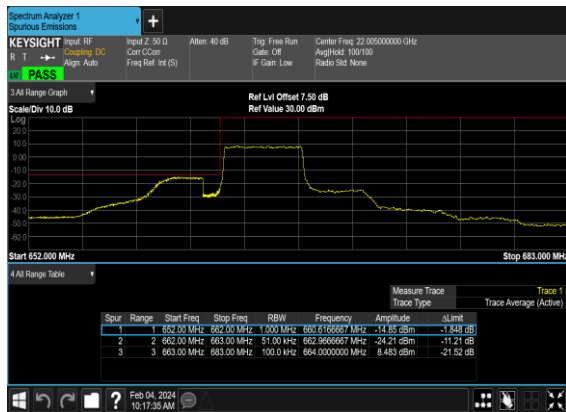 Spectrum Analyzer 1
Spurious Emissions
KEYSIGHT Input: RF Input Z: 50 Ω Atten: 40 dB Trig: Free Run Center Freq: 22.005000000 GHz
R T Coupling: DC Corr CCorr Gate: Off Avg|Hold: 100/100
Align: Auto Freq Ref: Int (S) IF Gain: Low Radio Std: None
LW PASS
3 All Range Graph
Ref Lvl Offset 7.50 dB
Scale/Div 10.0 dB Ref Value 30.00 dBm
Log
20.0
10.0
0.00
-10.0
-20.0
-30.0
-40.0
-50.0
-60.0
Start 652.000 MHz Stop 683.000 MHz
4 All Range Table
Measure Trace Trace 1
Trace Type Trace Average (Active)
Spur Range Start Freq Stop Freq RBW Frequency Amplitude ΔLimit
1 1 652.00 MHz 662.00 MHz 1.000 MHz 660.6166667 MHz -14.85 dBm -1.848 dB
2 2 662.00 MHz 663.00 MHz 51.00 kHz 662.9666667 MHz -24.21 dBm -11.21 dB
3 3 663.00 MHz 683.00 MHz 100.0 kHz 664.0000000 MHz 8.483 dBm -21.52 dB
? Feb 04, 2024
10:17:35 AM